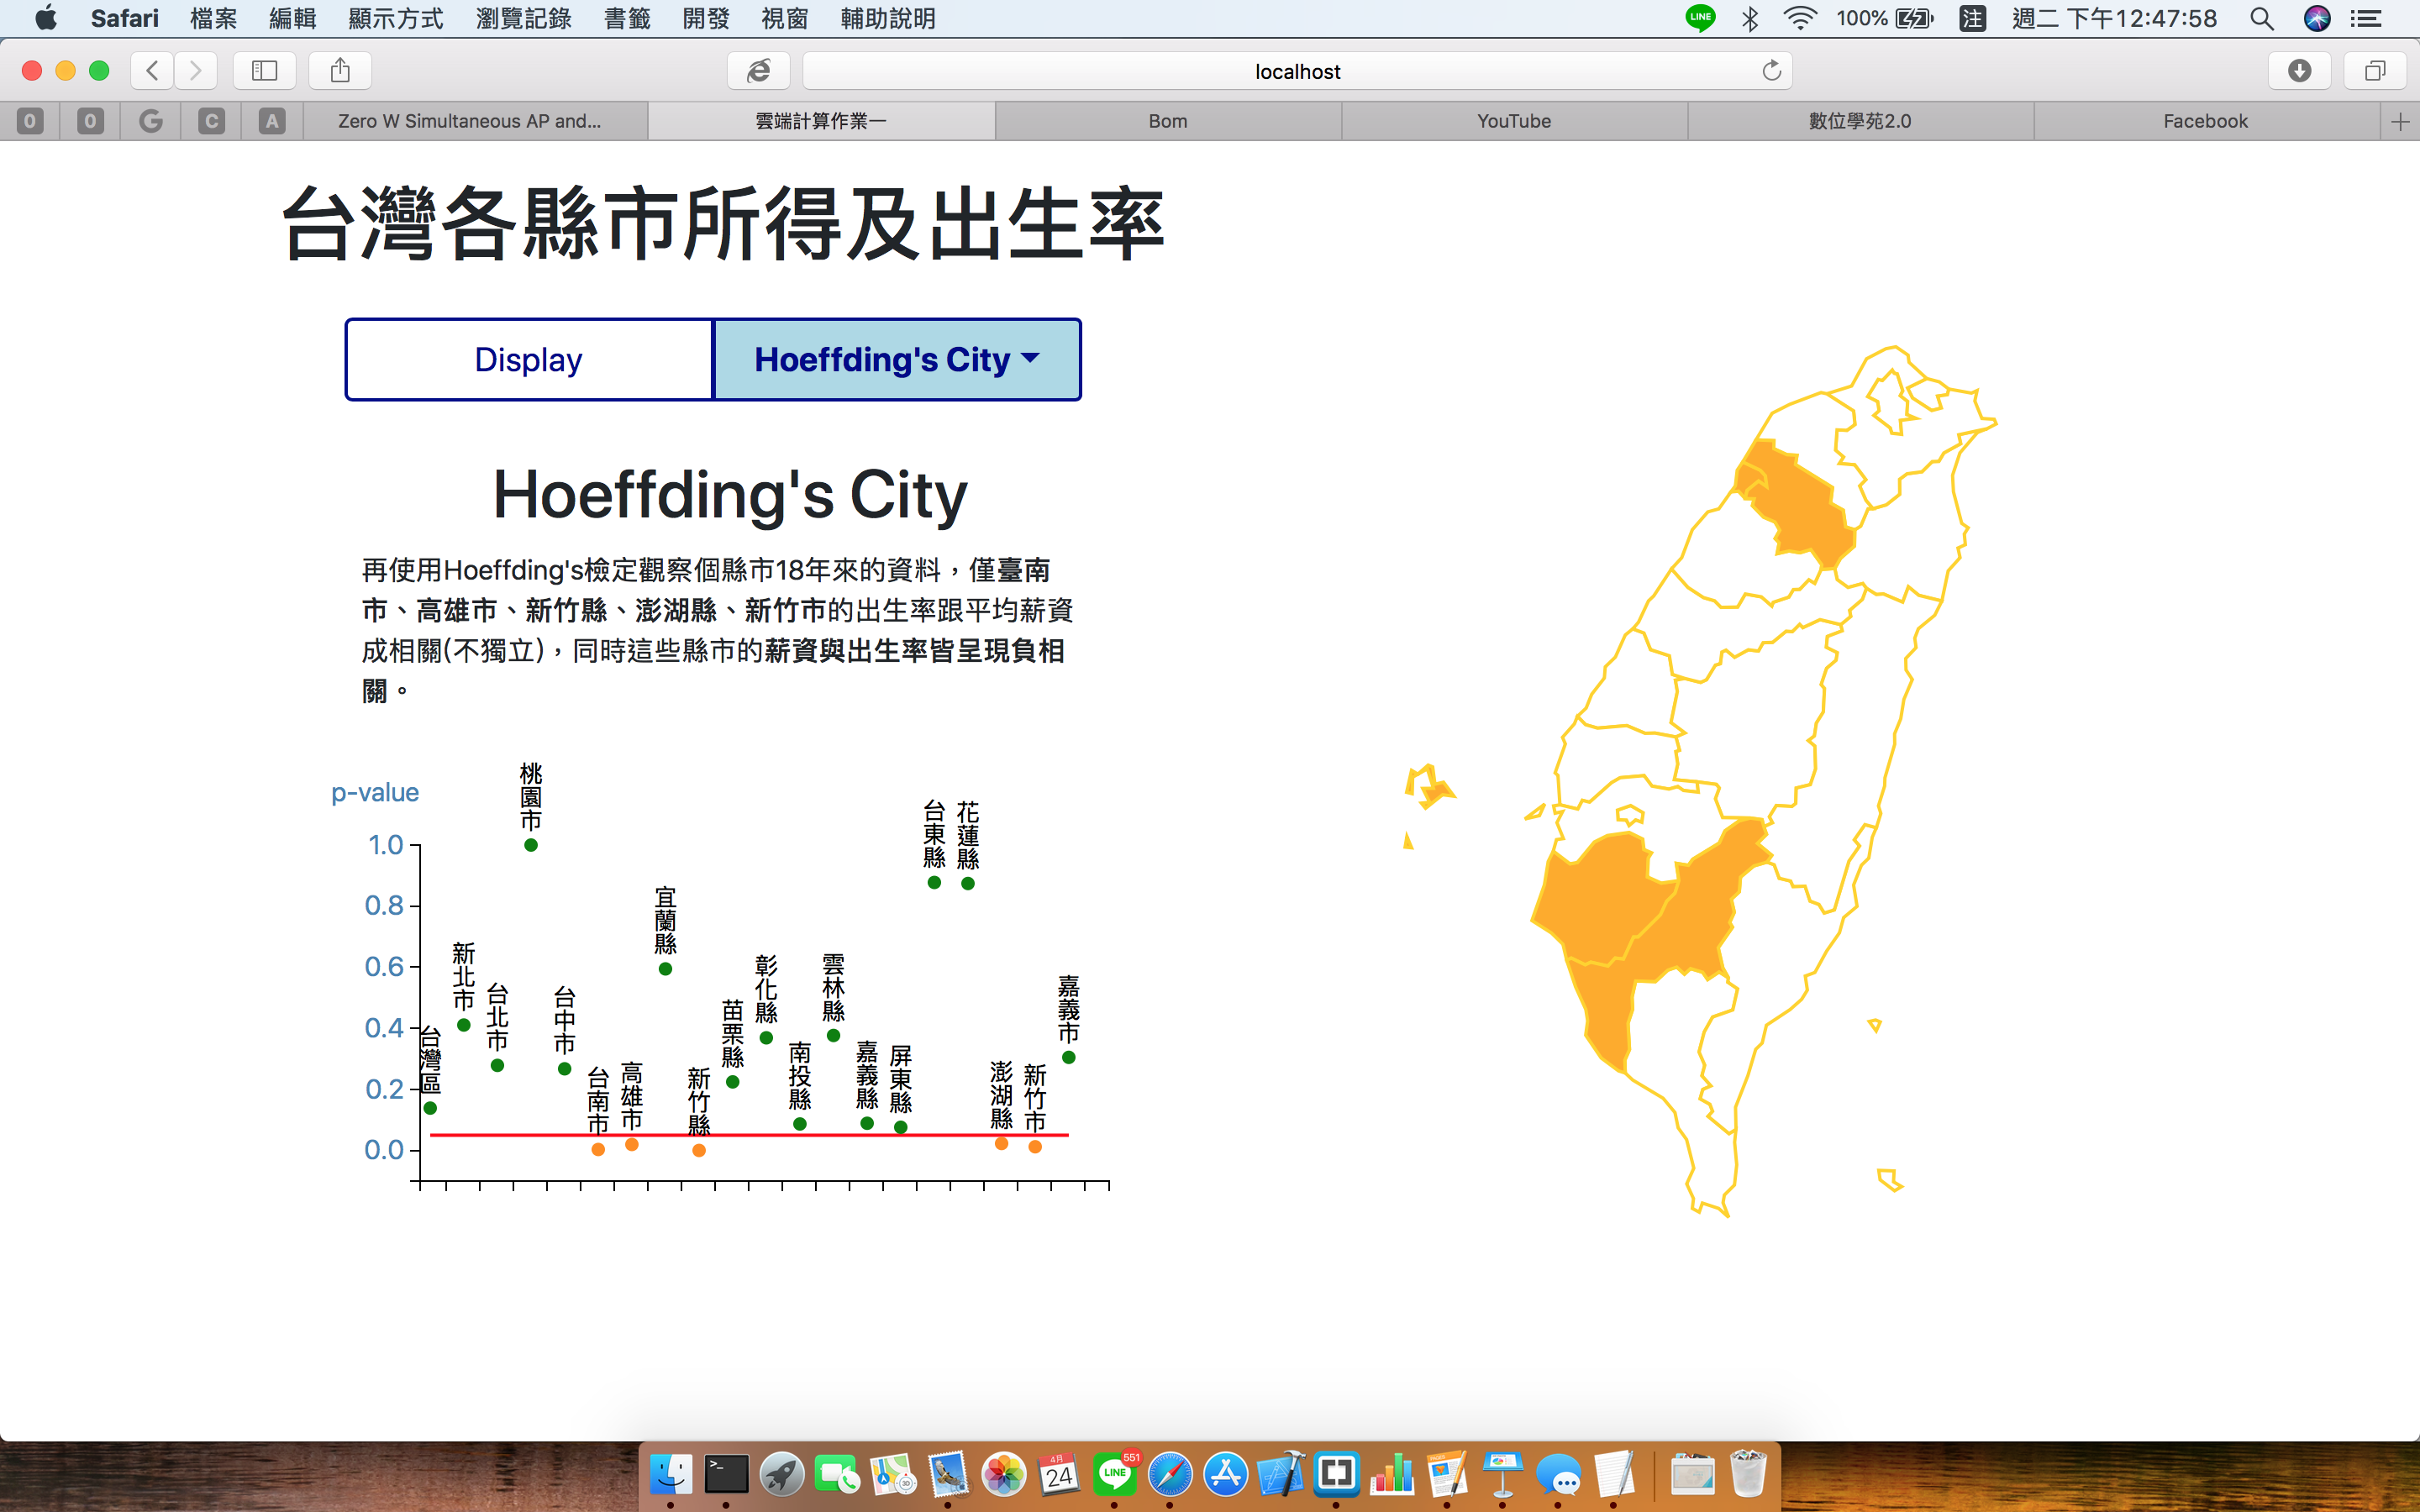 Safari 檔案 編輯 顯示方式 瀏覽記錄 書籤 開發 視窗 輔助說明 LINE 100% 注 週二 下午12:47:58
localhost
0 0 G C A Zero W Simultaneous AP and... 雲端計算作業一 Bom YouTube 數位學苑2.0 Facebook
台灣各縣市所得及出生率
Display Hoeffding's City
Hoeffding's City
再使用Hoeffding's檢定觀察個縣市18年來的資料，僅臺南
市、高雄市、新竹縣、澎湖縣、新竹市的出生率跟平均薪資
成相關(不獨立)，同時這些縣市的薪資與出生率皆呈現負相
關。
p-value
1.0
0.8
0.6
0.4
0.2
0.0
台灣區
新北市
台北市
桃園市
台中市
台南市
高雄市
宜蘭縣
新竹縣
苗栗縣
彰化縣
南投縣
雲林縣
嘉義縣
屏東縣
台東縣
花蓮縣
澎湖縣
新竹市
嘉義市
4月
24
LINE
551
3D
PAGES